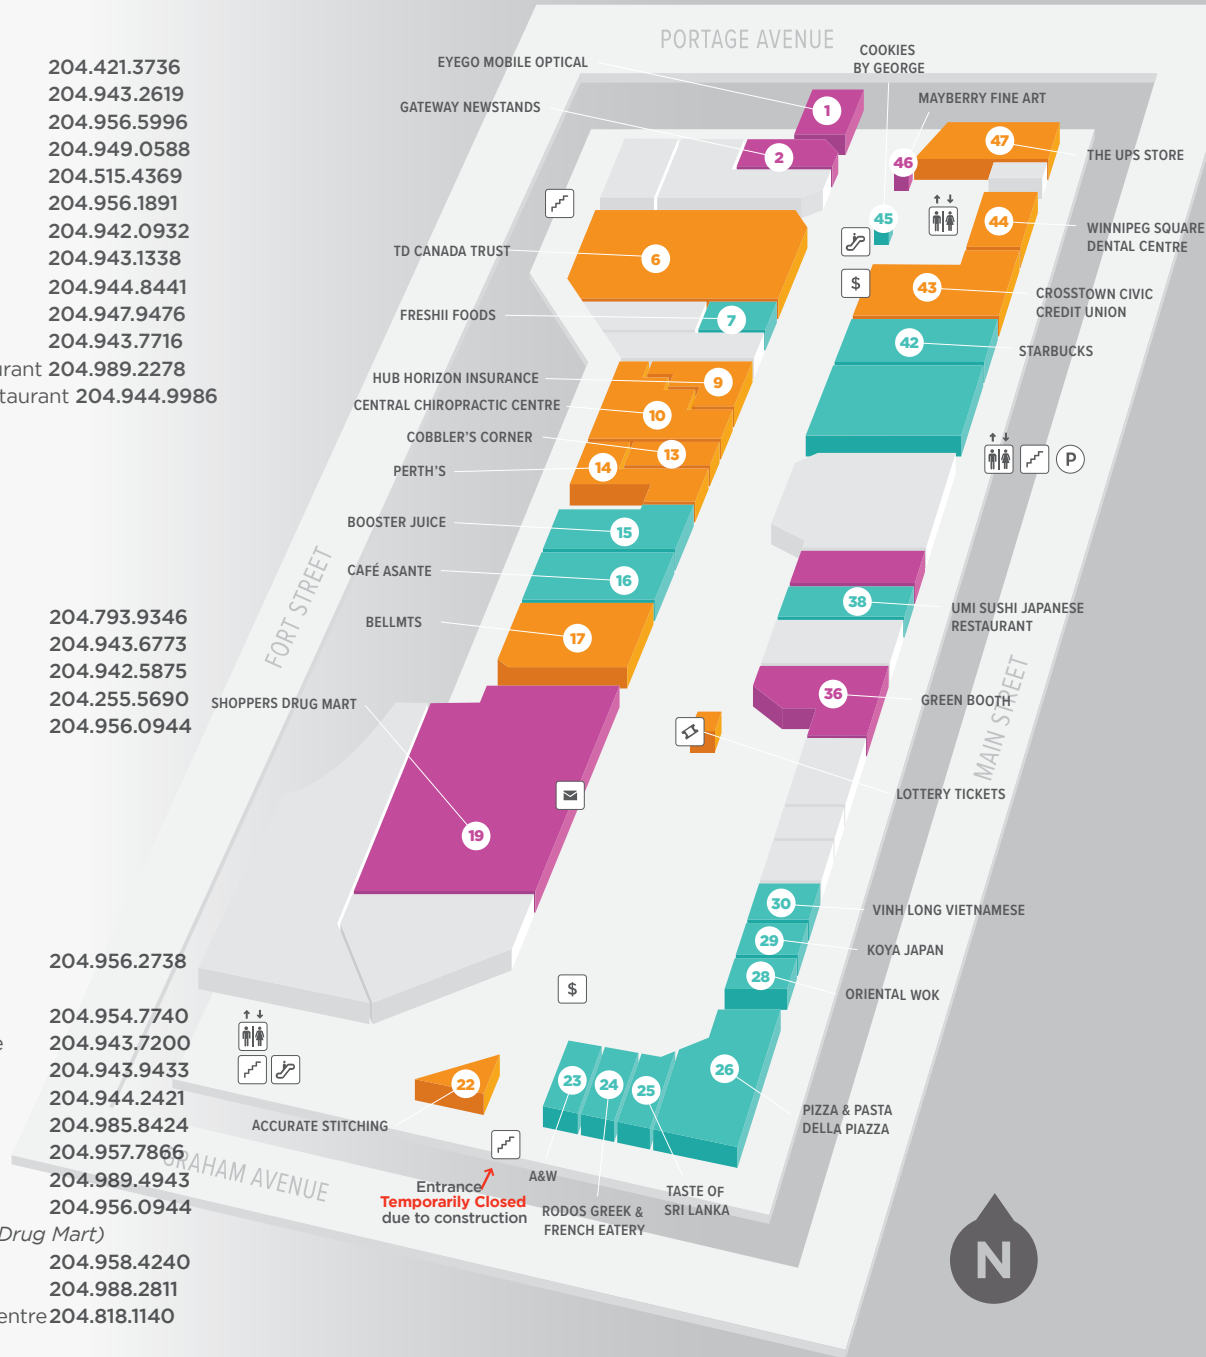 204.421.3736
204.943.2619
204.956.5996
204.949.0588
204.515.4369
204.956.1891
204.942.0932
204.943.1338
204.944.8441
204.947.9476
204.943.7716
urant 204.989.2278
taurant 204.944.9986
204.793.9346
204.943.6773
204.942.5875
204.255.5690
204.956.0944
204.956.2738
204.954.7740
e 204.943.7200
204.943.9433
204.944.2421
204.985.8424
204.957.7866
204.989.4943
204.956.0944
Drug Mart)
204.958.4240
204.988.2811
entre 204.818.1140
PORTAGE AVENUE
EYEGO MOBILE OPTICAL
COOKIES
BY GEORGE
GATEWAY NEWSTANDS
MAYBERRY FINE ART
1
2
47
46
THE UPS STORE
45
44
WINNIPEG SQUARE
DENTAL CENTRE
TD CANADA TRUST
6
$
43
CROSSTOWN CIVIC
CREDIT UNION
FRESHII FOODS
7
42
STARBUCKS
HUB HORIZON INSURANCE
9
CENTRAL CHIROPRACTIC CENTRE
10
COBBLER'S CORNER
13
PERTH'S
14
P
BOOSTER JUICE
15
CAFÉ ASANTE
16
38
UMI SUSHI JAPANESE
RESTAURANT
BELLMTS
17
FORT STREET
SHOPPERS DRUG MART
36
GREEN BOOTH
MAIN STREET
LOTTERY TICKETS
19
30
VINH LONG VIETNAMESE
29
KOYA JAPAN
28
ORIENTAL WOK
$
22
23
24
25
26
ACCURATE STITCHING
PIZZA & PASTA
DELLA PIAZZA
GRAHAM AVENUE
Entrance
Temporarily Closed
due to construction
A&W
RODOS GREEK &
FRENCH EATERY
TASTE OF
SRI LANKA
N